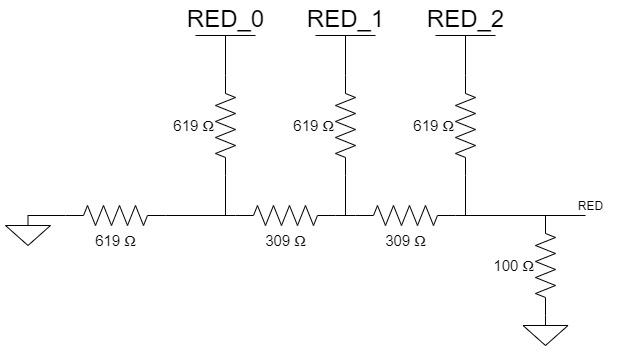 RED_0 RED_1 RED_2
619 Ω 619 Ω 619 Ω
RED
619 Ω 309 Ω 309 Ω
100 Ω